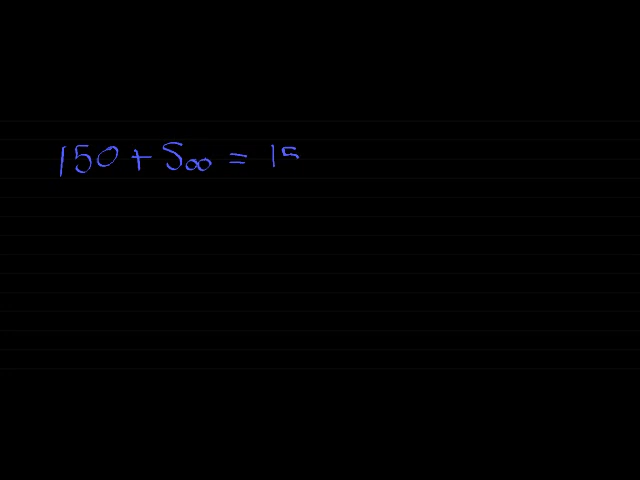 150 + S∞ = 15